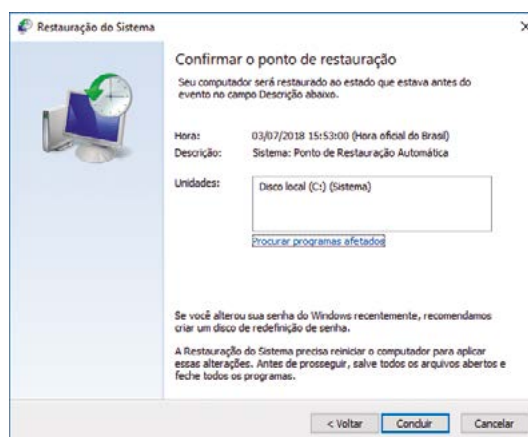 Restauração do Sistema
Confirmar o ponto de restauração
Seu computador será restaurado ao estado que estava antes do
evento no campo Descrição abaixo.
Hora: 03/07/2018 15:53:00 (Hora oficial do Brasil)
Descrição: Sistema: Ponto de Restauração Automática
Unidades: Disco local (C:) (Sistema)
Procurar programas afetados
Se você alterou sua senha do Windows recentemente, recomendamos
criar um disco de redefinição de senha.
A Restauração do Sistema precisa reiniciar o computador para aplicar
essas alterações. Antes de prosseguir, salve todos os arquivos abertos e
feche todos os programas.
< Voltar Concluir Cancelar